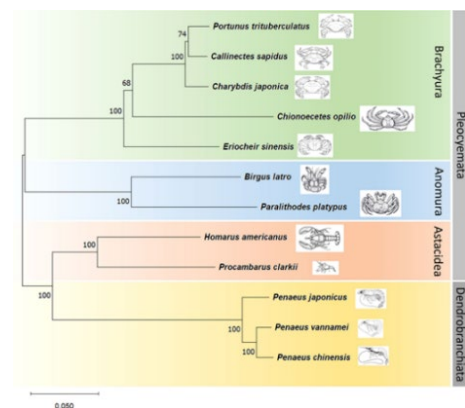 Portunus trituberculatus
74
Callinectes sapidus
100
Charybdis japonica
68
Chionoecetes opilio
100
Eriocheir sinensis
Brachyura
Birgus latro
100
Paralithodes platypus
Anomura
Pleocyemata
Homarus americanus
100
Procambarus clarkii
Astacidea
100
Penaeus japonicus
100
Penaeus vannamei
100
Penaeus chinensis
Dendrobranchiata
0.050